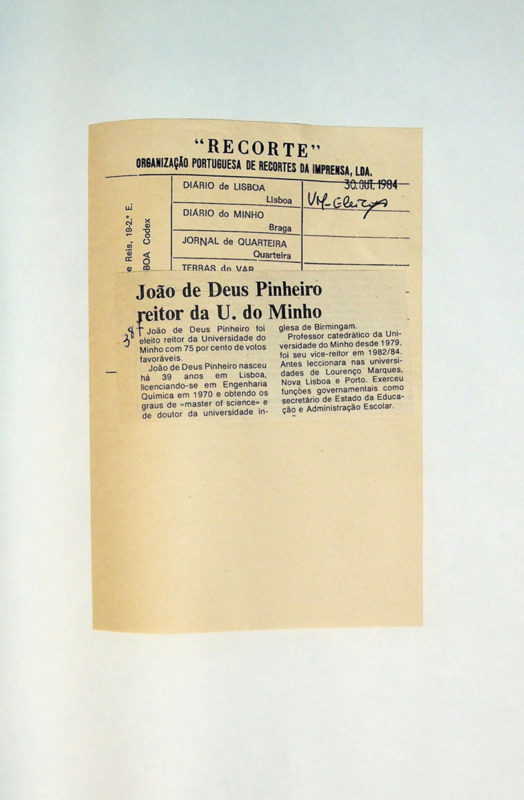 "RECORTE"
ORGANIZAÇÃO PORTUGUESA DE RECORTES DA IMPRENSA, LDA.
e Reis, 19-2.º E.
BOA Codex
DIÁRIO de LISBOA
Lisboa
DIÁRIO do MINHO
Braga
JORNAL de QUARTEIRA
Quarteira
TERRAS do VAR
30.OUT.1984
UM-Eleições
João de Deus Pinheiro
reitor da U. do Minho
38
João de Deus Pinheiro foi
eleito reitor da Universidade do
Minho com 75 por cento de votos
favoráveis.
João de Deus Pinheiro nasceu
há 39 anos em Lisboa,
licenciando-se em Engenharia
Química em 1970 e obtendo os
graus de «master of science» e
de doutor da universidade in-
glesa de Birmingam.
Professor catedrático da Uni-
versidade do Minho desde 1979,
foi seu vice-reitor em 1982/84.
Antes leccionara nas universi-
dades de Lourenço Marques,
Nova Lisboa e Porto. Exerceu
funções governamentais como
secretário de Estado da Educa-
ção e Administração Escolar.